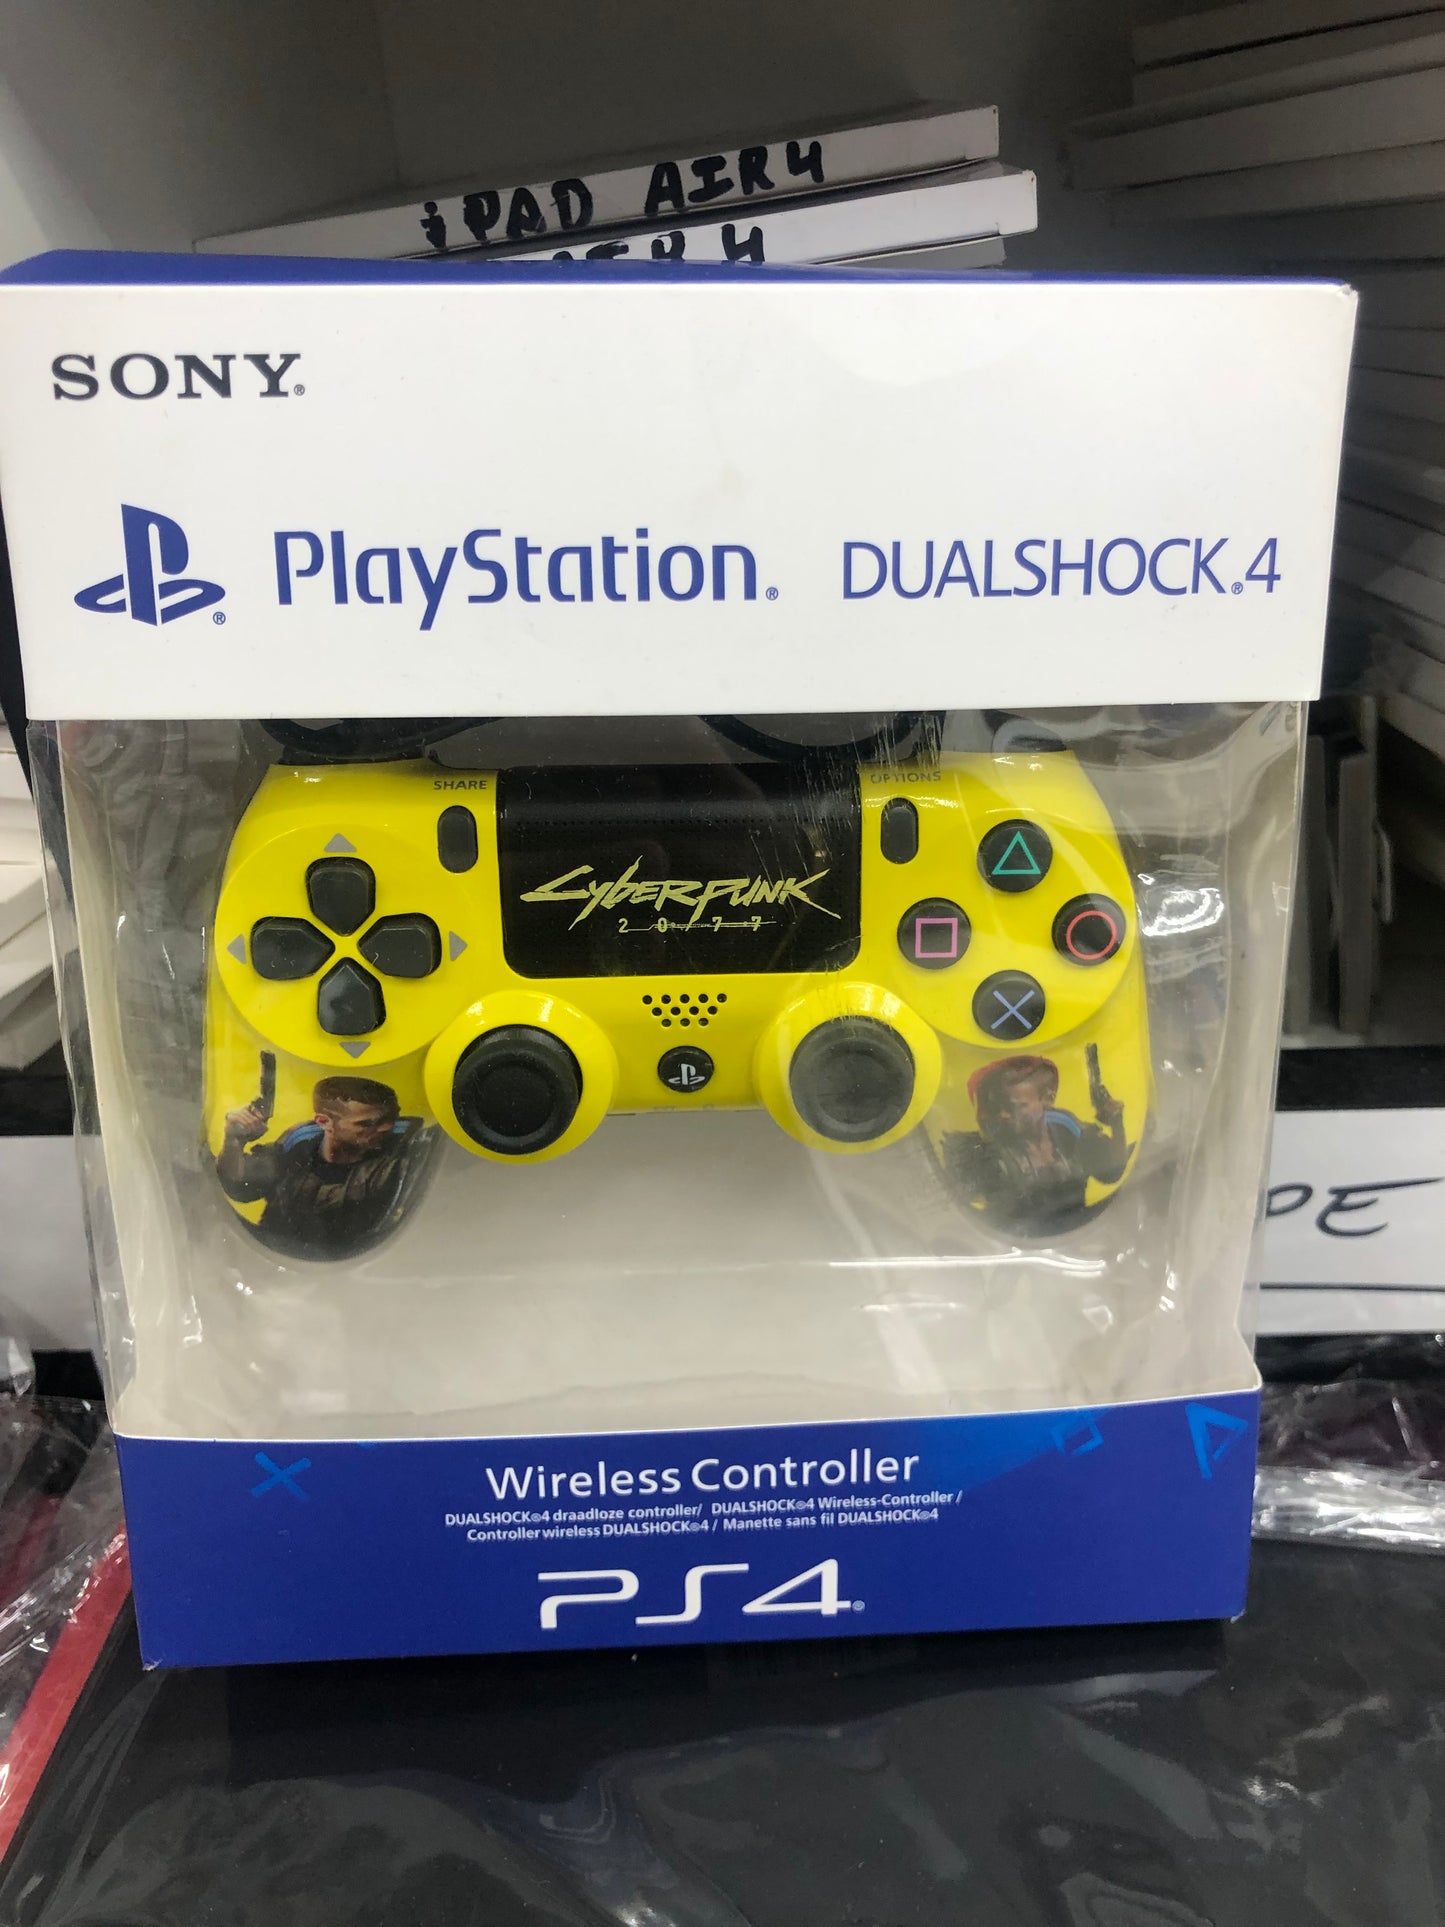 iPAD AIR4
SONY®
PlayStation® DUALSHOCK®4
SHARE
OPTIONS
CYBERPUNK
2077
Wireless Controller
DUALSHOCK®4 draadloze controller/ DUALSHOCK®4 Wireless-Controller /
Controller wireless DUALSHOCK®4 / Manette sans fil DUALSHOCK®4
PS4®